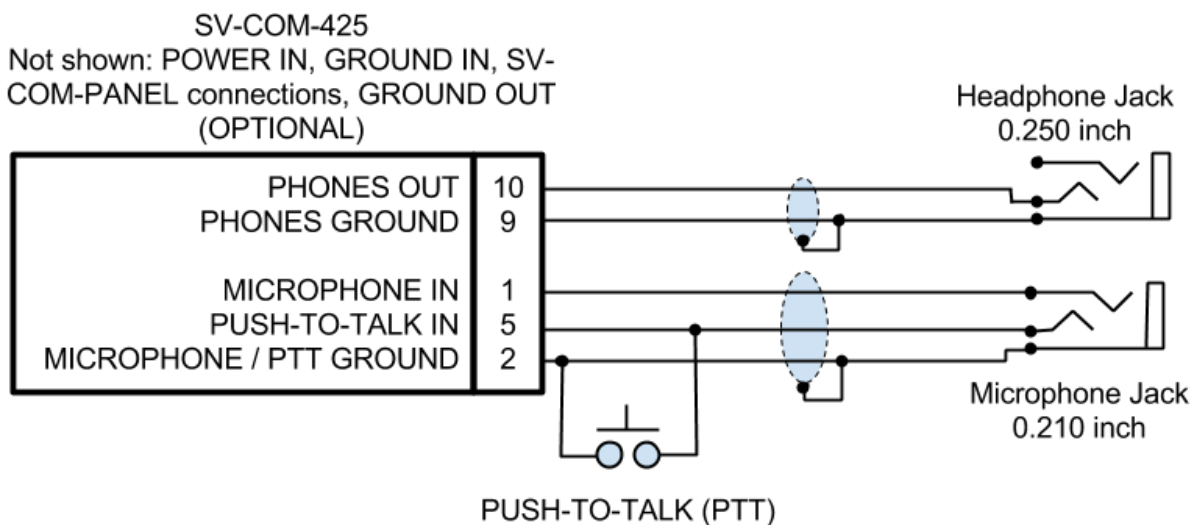 SV-COM-425
Not shown: POWER IN, GROUND IN, SV-
COM-PANEL connections, GROUND OUT
(OPTIONAL)
Headphone Jack
0.250 inch
PHONES OUT 10
PHONES GROUND 9
MICROPHONE IN 1
PUSH-TO-TALK IN 5
MICROPHONE / PTT GROUND 2
Microphone Jack
0.210 inch
PUSH-TO-TALK (PTT)